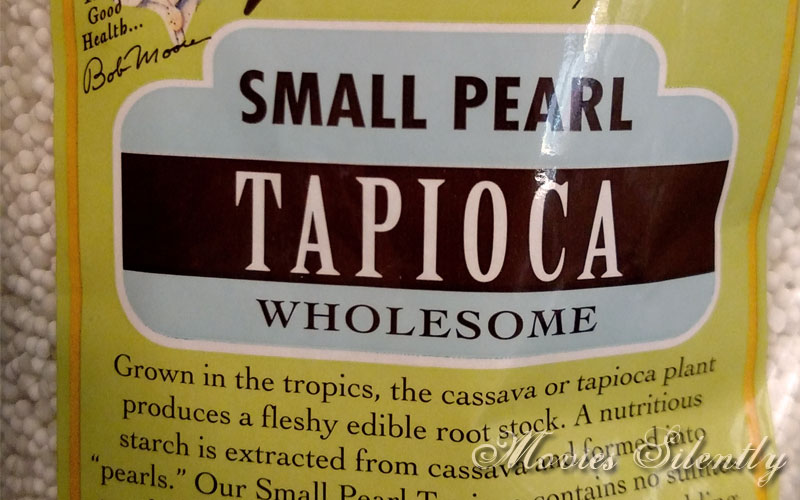 Good
Health...
Bob Moore
SMALL PEARL
TAPIOCA
WHOLESOME
Grown in the tropics, the cassava or tapioca plant
produces a fleshy edible root stock. A nutritious
starch is extracted from cassava and formed into
“pearls.” Our Small Pearl contains no
Movies Silently